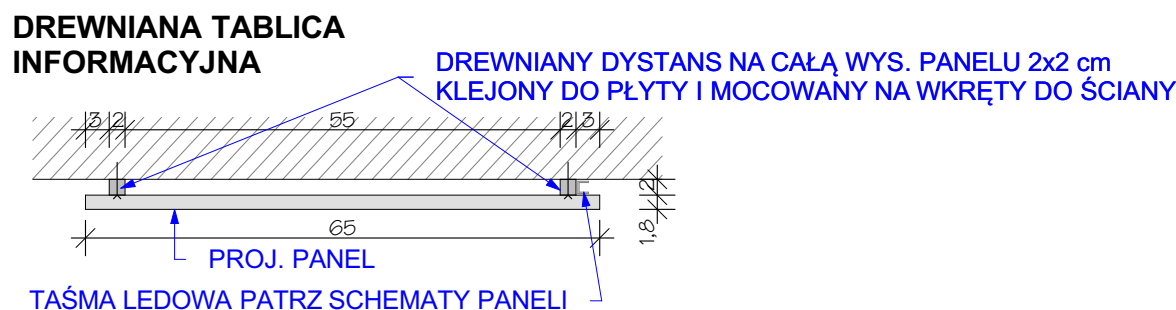 DREWNIANA TABLICA
INFORMACYJNA
DREWNIANY DYSTANS NA CAŁĄ WYS. PANELU 2x2 cm
KLEJONY DO PŁYTY I MOCOWANY NA WKRĘTY DO ŚCIANY
3 2 55 2 3
2
1,8
65
PROJ. PANEL
TAŚMA LEDOWA PATRZ SCHEMATY PANELI